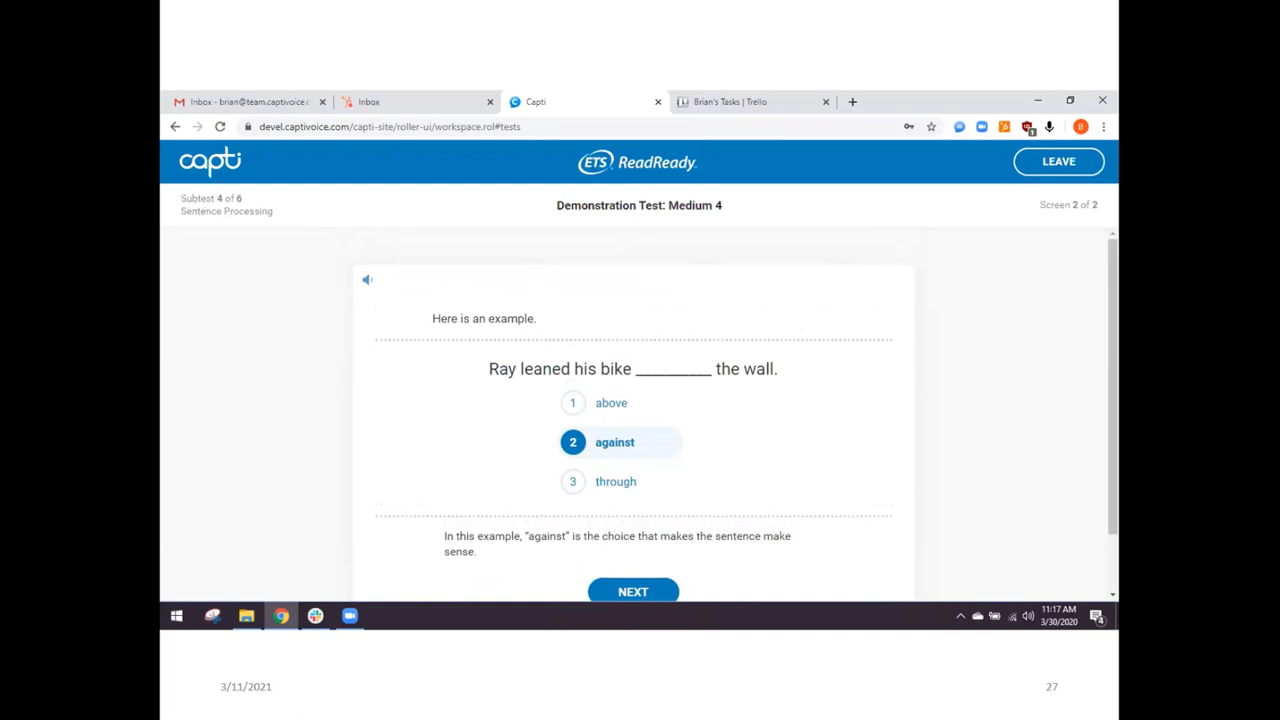 Inbox - brian@team.captivoice.c
Inbox
Capti
Brian's Tasks | Trello
devel.captivoice.com/capti-site/roller-ui/workspace.rol#tests
B
1
capti
ETS ReadReady.
LEAVE
Subtest 4 of 6
Sentence Processing
Demonstration Test: Medium 4
Screen 2 of 2
Here is an example.
Ray leaned his bike __________ the wall.
1 above
2 against
3 through
In this example, “against” is the choice that makes the sentence make
sense.
NEXT
11:17 AM
3/30/2020
4
3/11/2021
27